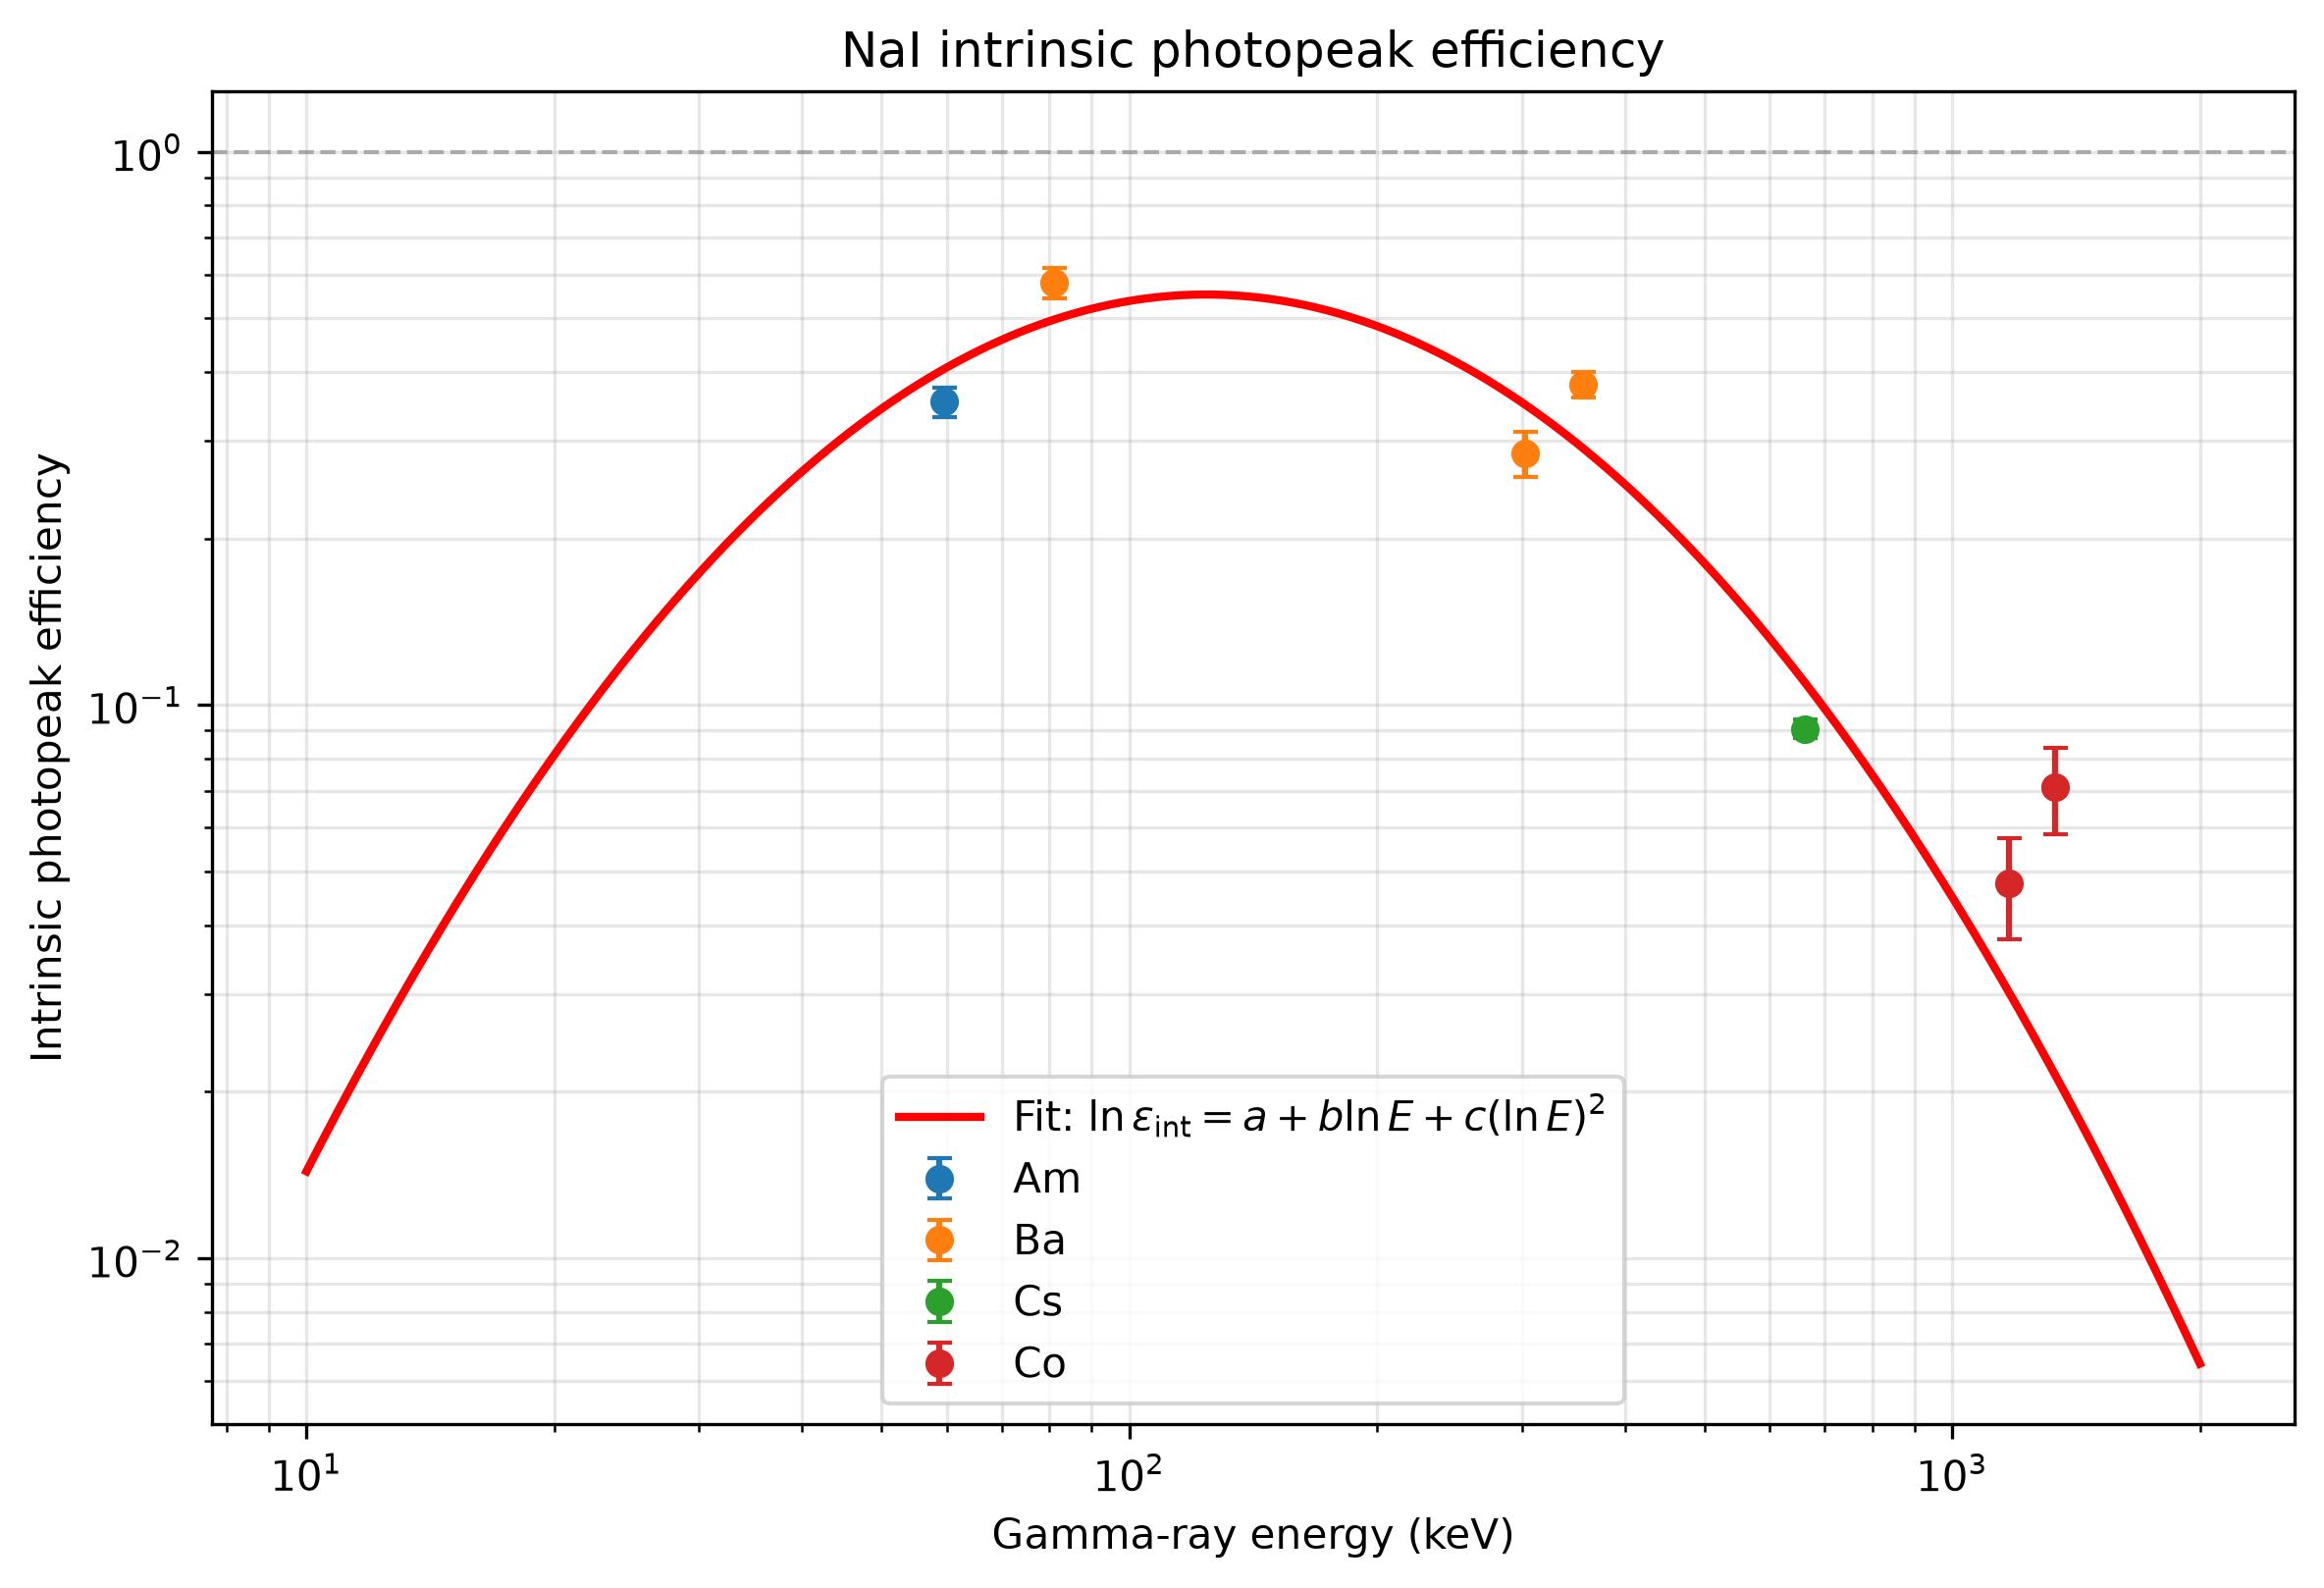 NaI intrinsic photopeak efficiency
Intrinsic photopeak efficiency
10⁰
10⁻¹
10⁻²
Fit: ln ε_int = a + b ln E + c(ln E)²
Am
Ba
Cs
Co
10¹ 10² 10³
Gamma-ray energy (keV)